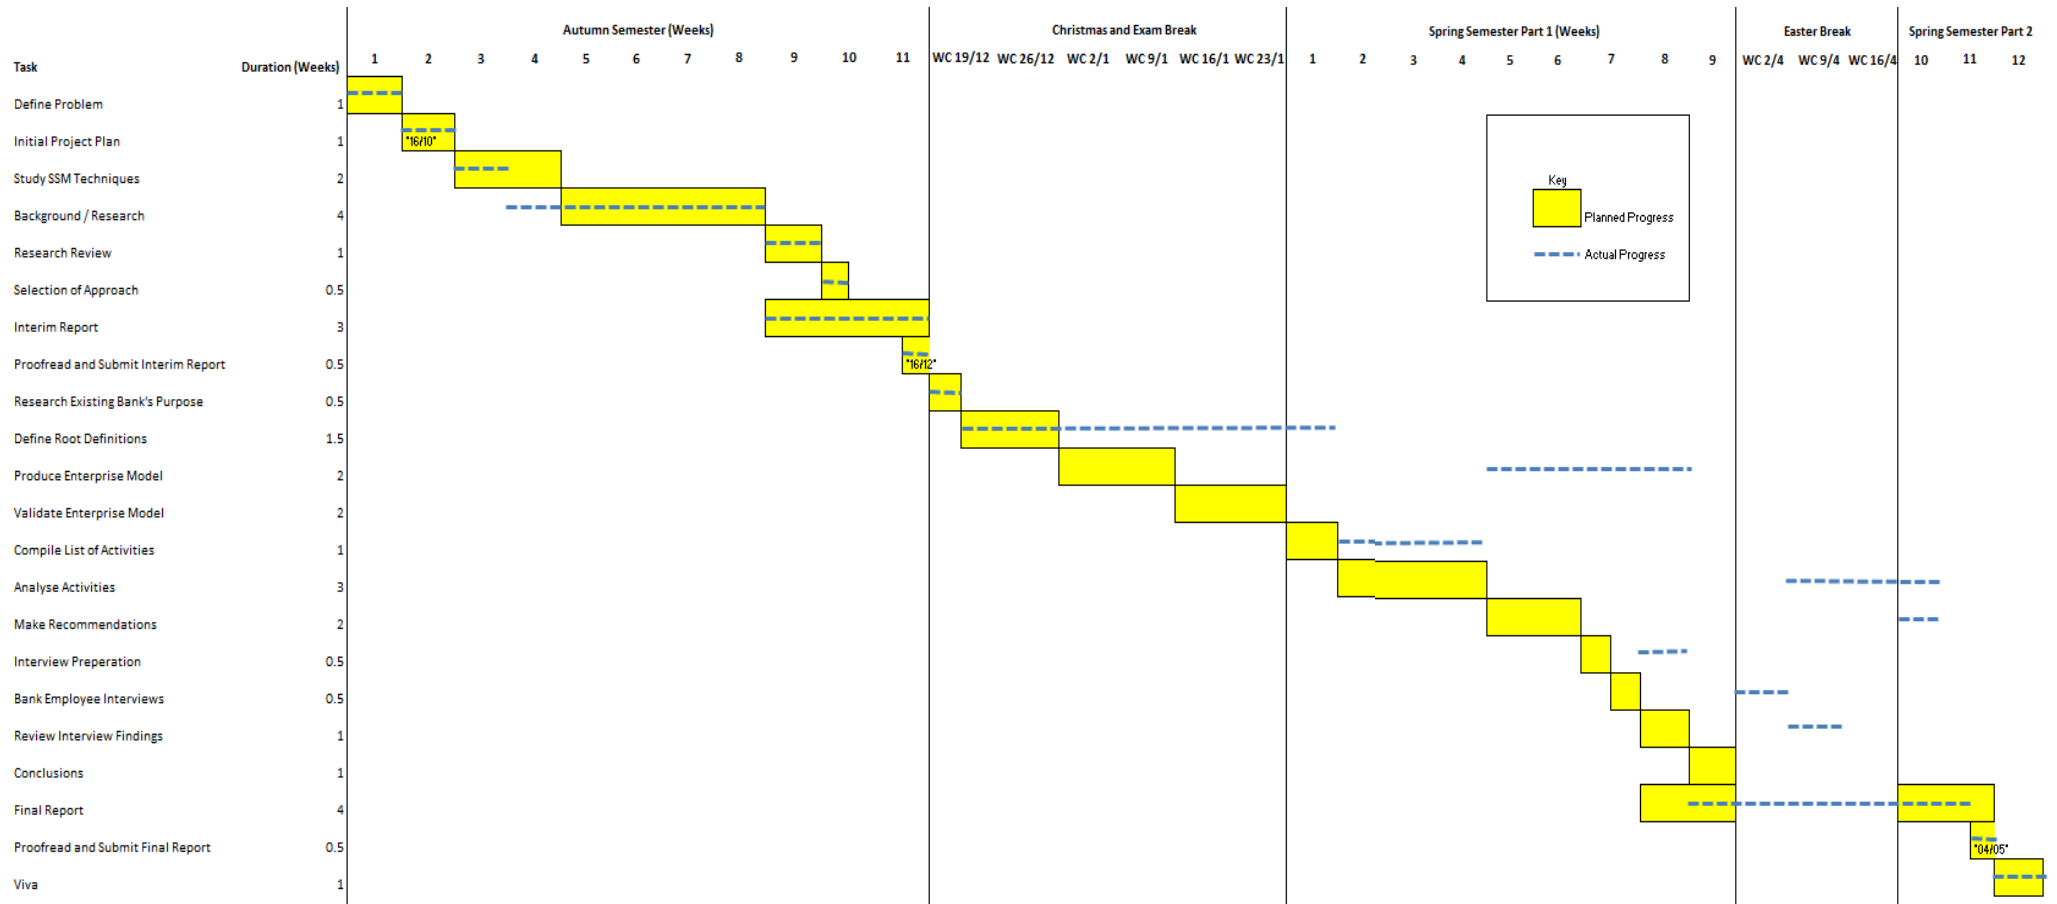 Autumn Semester (Weeks) Christmas and Exam Break Spring Semester Part 1 (Weeks) Easter Break Spring Semester Part 2
Task Duration (Weeks) 1 2 3 4 5 6 7 8 9 10 11 WC 19/12 WC 26/12 WC 2/1 WC 9/1 WC 16/1 WC 23/1 1 2 3 4 5 6 7 8 9 WC 2/4 WC 9/4 WC 16/4 10 11 12
Define Problem 1
Initial Project Plan 1 "16/10"
Study SSM Techniques 2
Key
Background / Research 4
Planned Progress
Research Review 1
Actual Progress
Selection of Approach 0.5
Interim Report 3
Proofread and Submit Interim Report 0.5 "16/12"
Research Existing Bank's Purpose 0.5
Define Root Definitions 1.5
Produce Enterprise Model 2
Validate Enterprise Model 2
Compile List of Activities 1
Analyse Activities 3
Make Recommendations 2
Interview Preperation 0.5
Bank Employee Interviews 0.5
Review Interview Findings 1
Conclusions 1
Final Report 4
Proofread and Submit Final Report 0.5 "04/05"
Viva 1